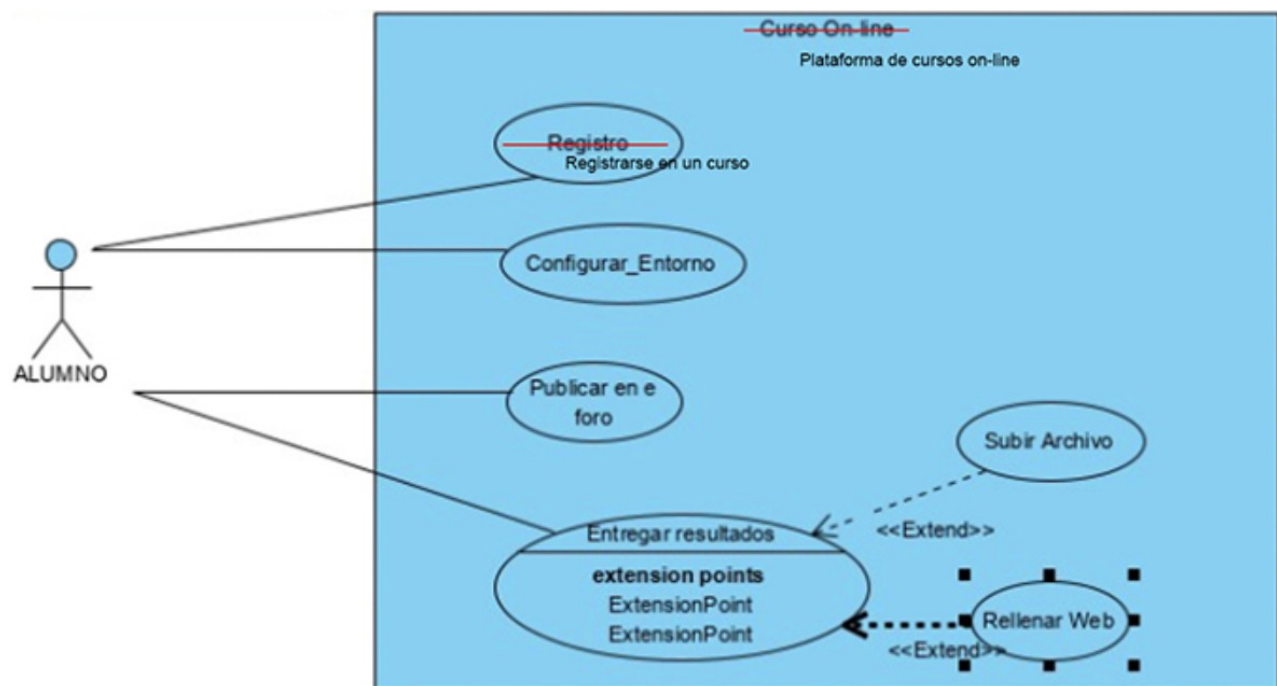 Curso On-line
Plataforma de cursos on-line
Registro
Registrarse en un curso
Configurar_Entorno
ALUMNO
Publicar en e
foro
Subir Archivo
<<Extend>>
Entregar resultados
extension points
ExtensionPoint
ExtensionPoint
Rellenar Web
<<Extend>>